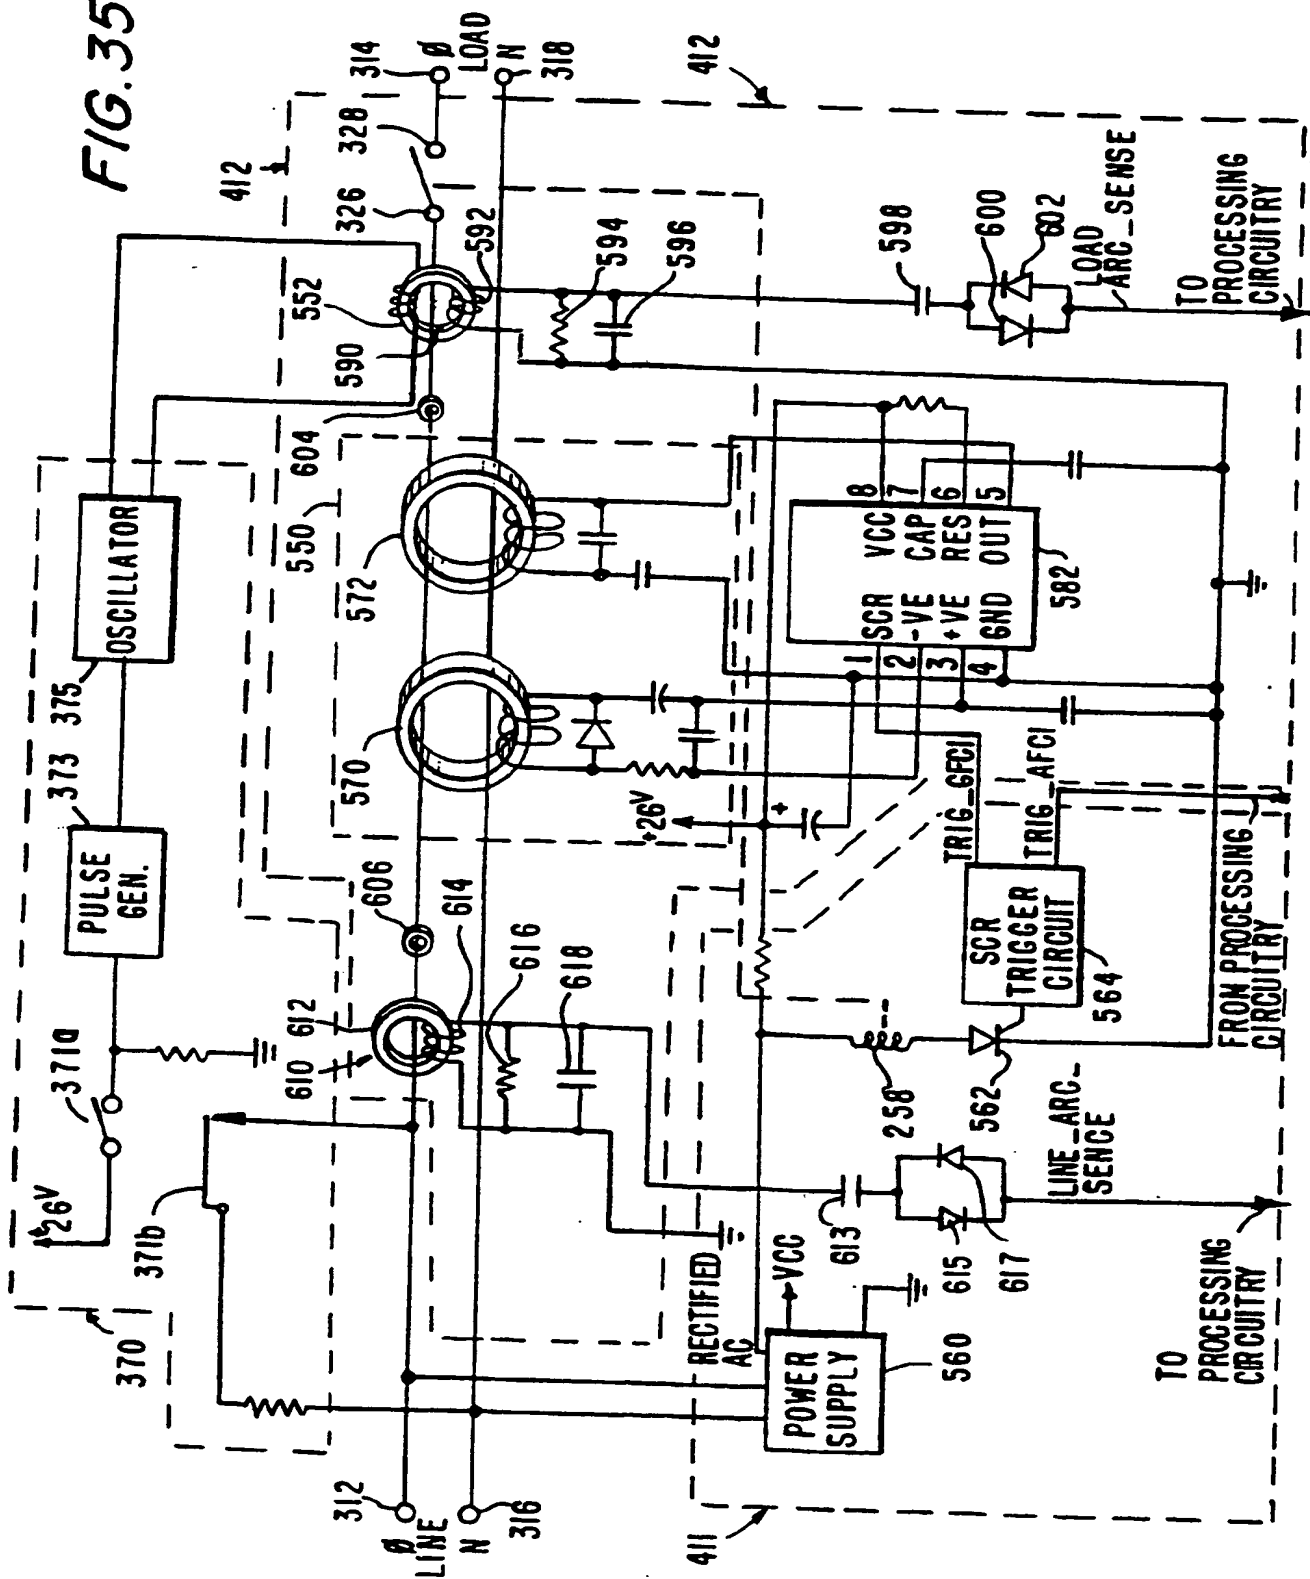 FIG. 35
412
314
Ø
LOAD
N
318
412
328
326
552
592
590
594
596
598
600
602
LOAD
ARC_SENSE
TO
PROCESSING
CIRCUITRY
604
550
572
375
OSCILLATOR
373
PULSE
GEN.
570
8
7
6
5
VCC
CAP
RES
OUT
SCR
-VE
+VE
GND
1
2
3
4
582
+26V
+
TRIG_GFCI
TRIG_AFCI
SCR
TRIGGER
CIRCUIT
564
FRON PROCESSING
CIRCUITRY
606
614
616
618
612
610
371a
26V
371b
370
258
562
LINE_ARC_
SENCE
613
615
617
TO
PROCESSING
CIRCUITRY
RECTIFIED
AC
VCC
POWER
SUPPLY
560
312
Ø
LINE
N
316
411